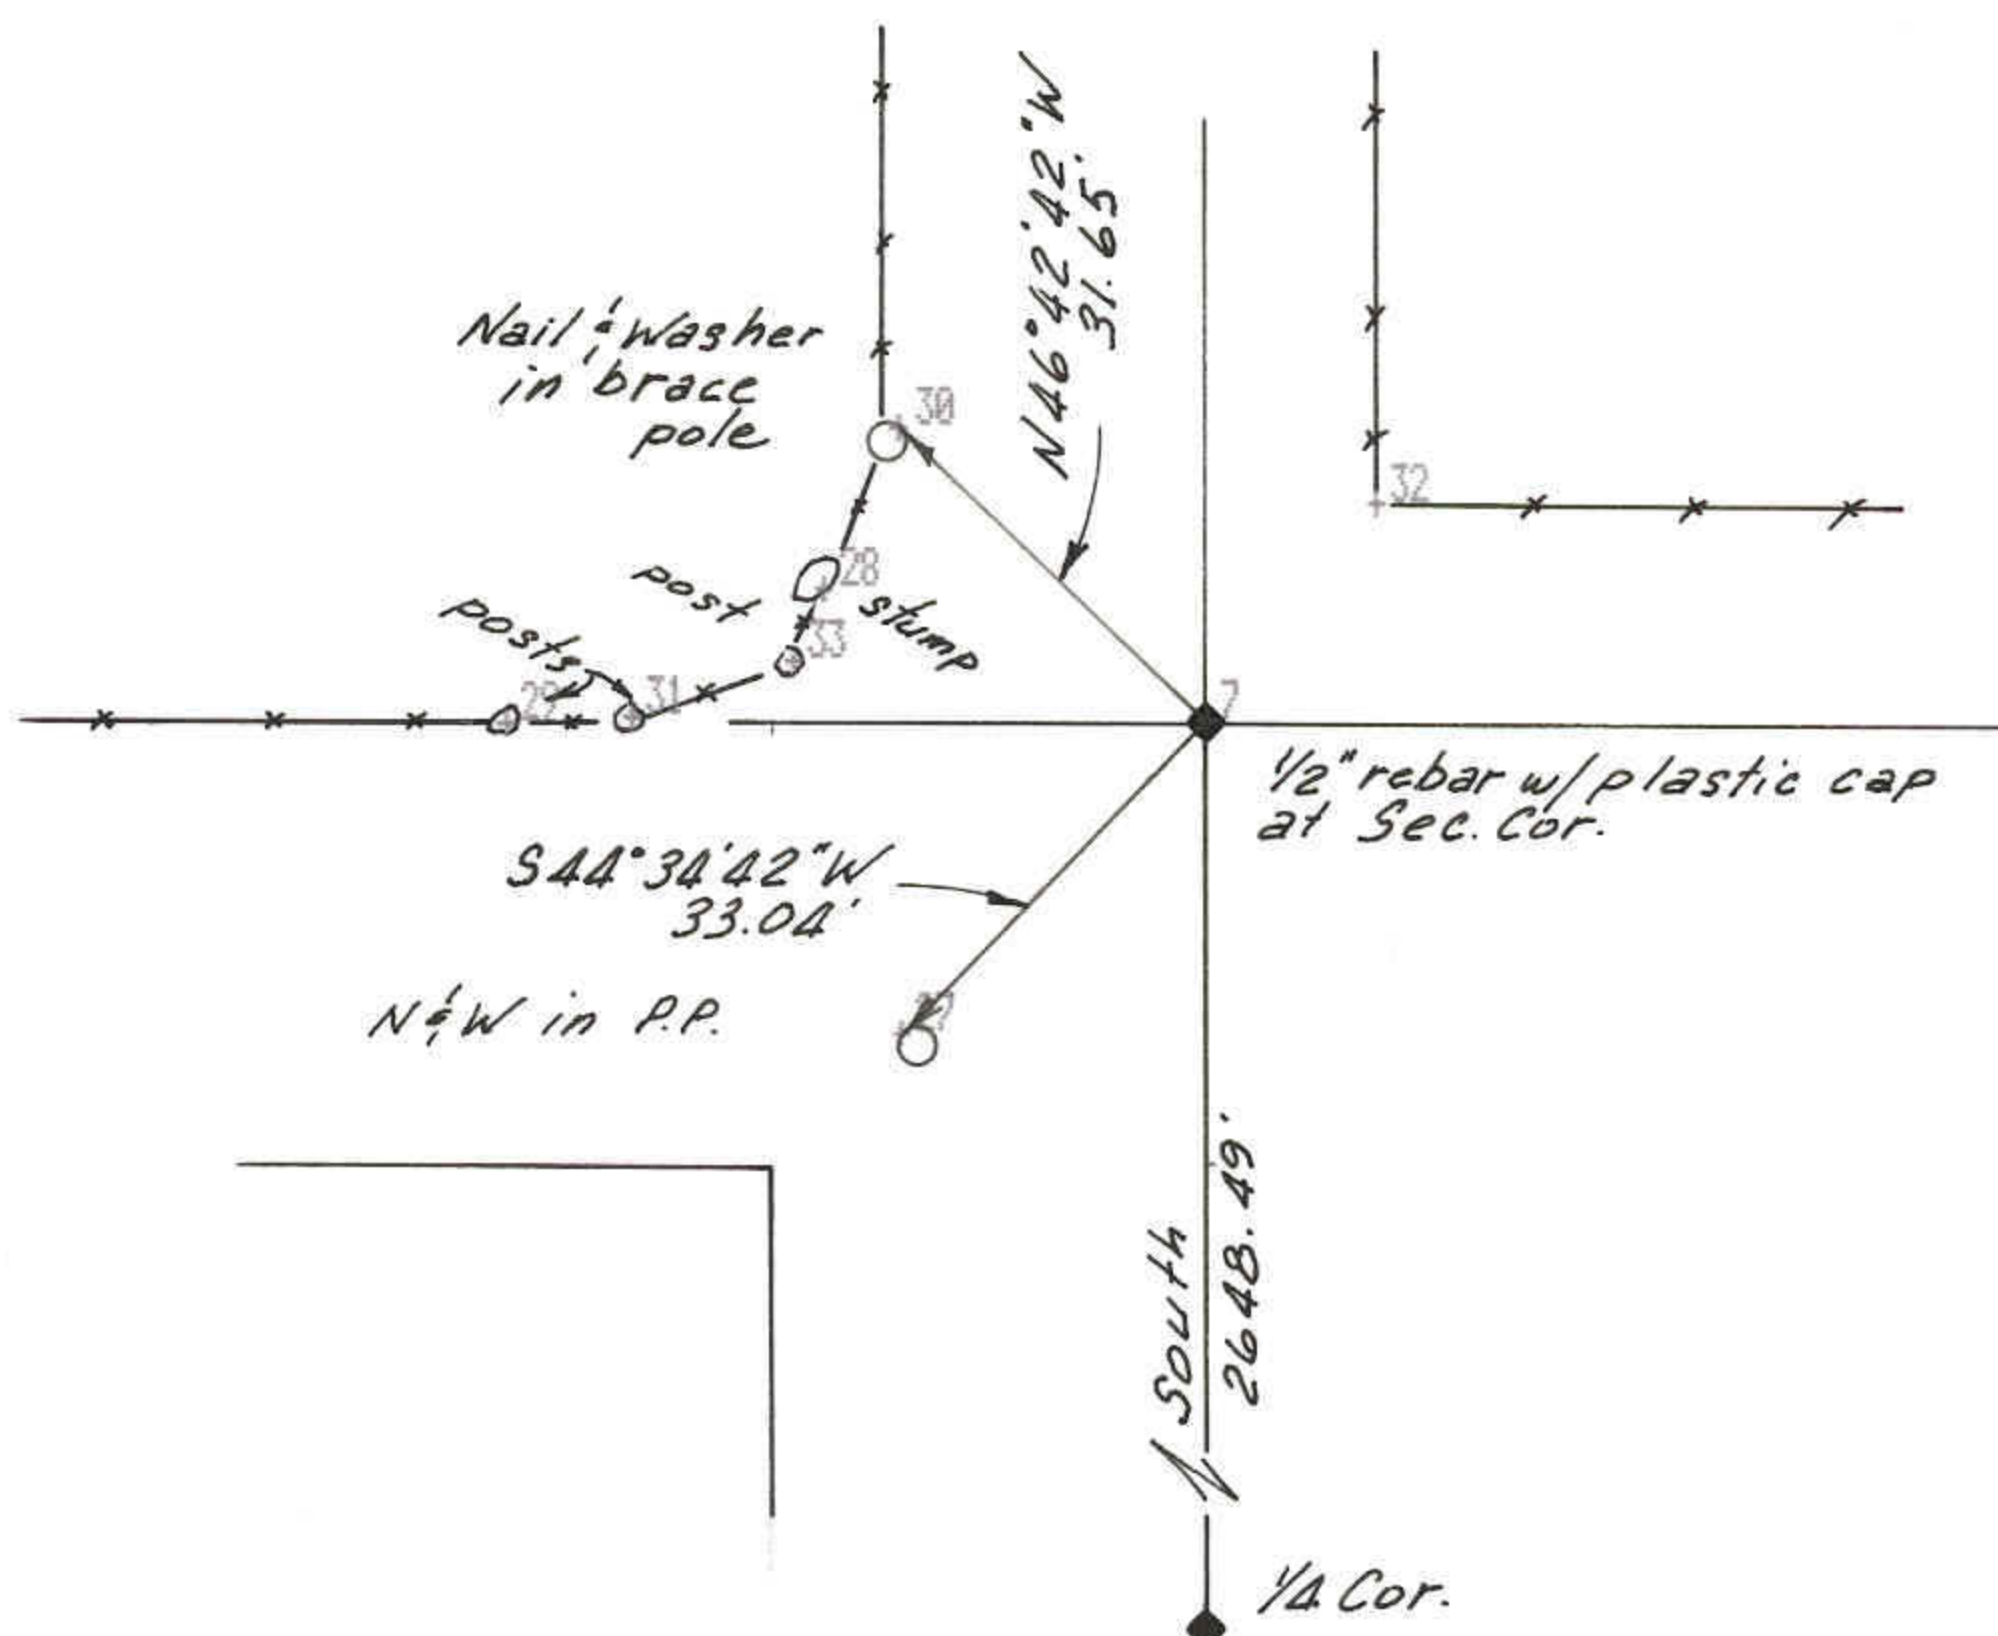 N46°42'42"W
31.65'
Nail & Washer
in brace
pole
30
32
28
post
stump
posts
33
31
29
7
1/2" rebar w/ plastic cap
at Sec. Cor.
S44°34'42"W
33.04'
N & W in P.P.
South
2648.49'
1/4 Cor.